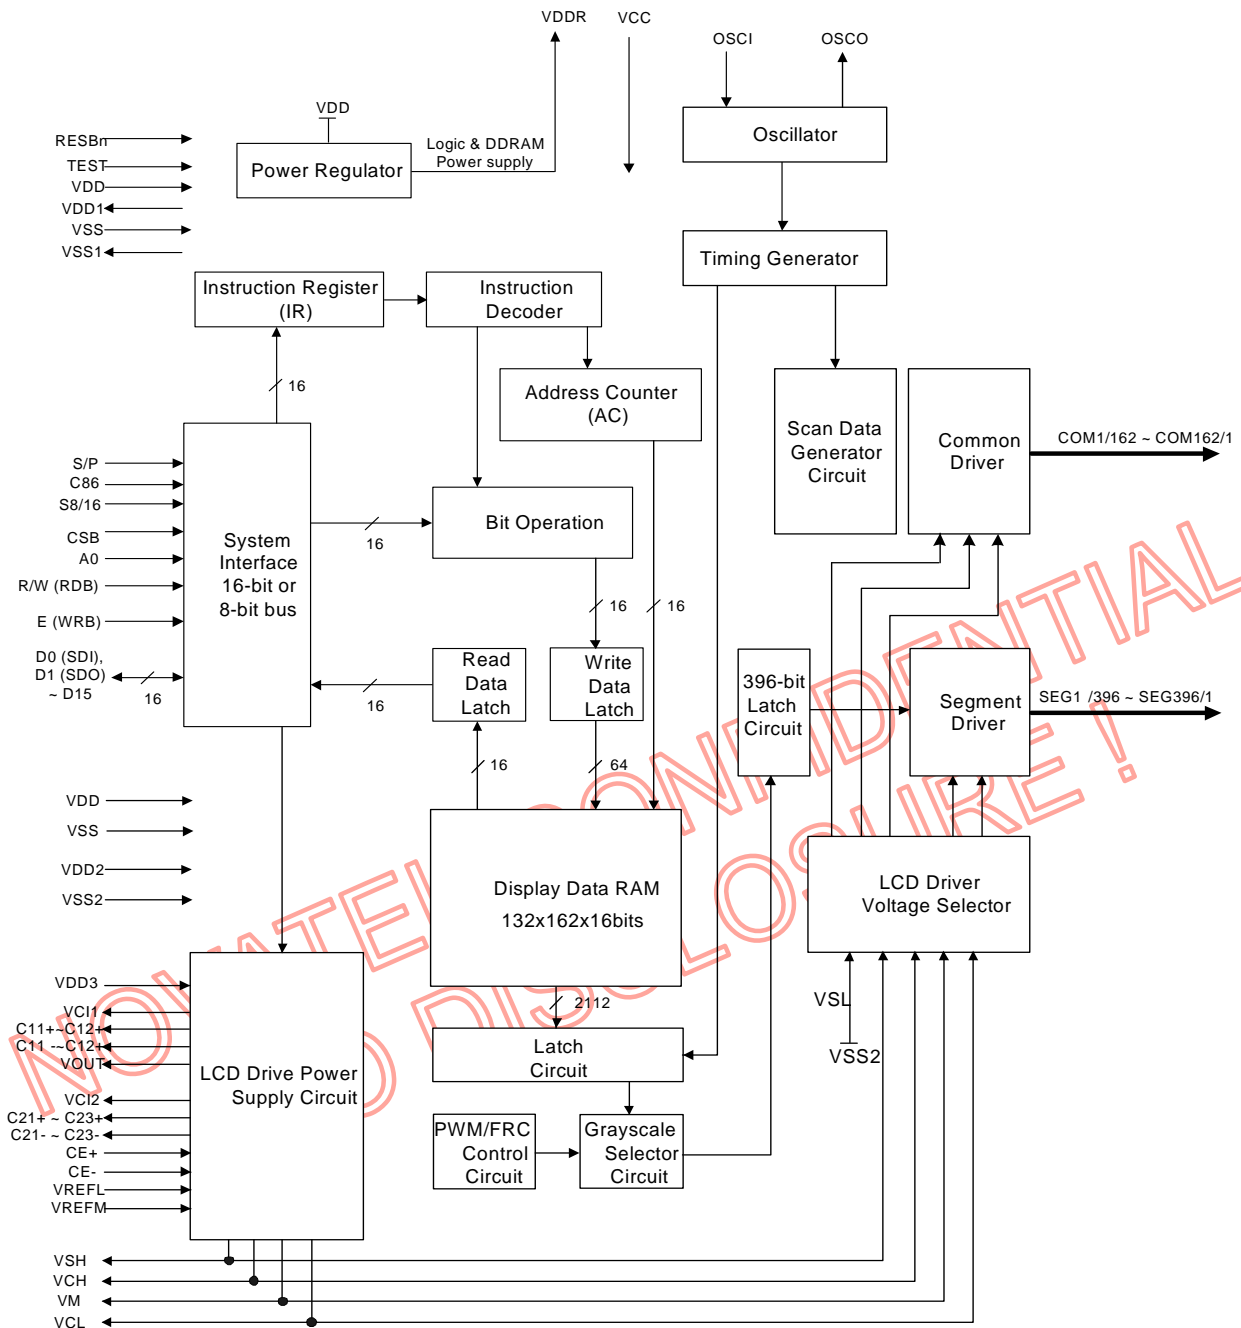 VDDR
VCC
OSCI
OSCO
VDD
RESBn
TEST
VDD
VDD1
VSS
VSS1
Power Regulator
Logic & DDRAM
Power supply
Oscillator
Timing Generator
Instruction Register
(IR)
Instruction
Decoder
Address Counter
(AC)
16
Scan Data
Generator
Circuit
Common
Driver
COM1/162 ~ COM162/1
S/P
C86
S8/16
CSB
A0
R/W (RDB)
E (WRB)
D0 (SDI),
D1 (SDO)
~ D15
16
System
Interface
16-bit or
8-bit bus
16
Bit Operation
16
16
Read
Data
Latch
16
Write
Data
Latch
16
64
396-bit
Latch
Circuit
Segment
Driver
SEG1 /396 ~ SEG396/1
VDD
VSS
VDD2
VSS2
Display Data RAM
132x162x16bits
2112
LCD Driver
Voltage Selector
VSL
VSS2
Latch
Circuit
PWM/FRC
Control
Circuit
Grayscale
Selector
Circuit
LCD Drive Power
Supply Circuit
VDD3
VCI1
C11+~C12+
C11 -~C12+
VOUT
VCI2
C21+ ~ C23+
C21- ~ C23-
CE+
CE-
VREFL
VREFM
VSH
VCH
VM
VCL